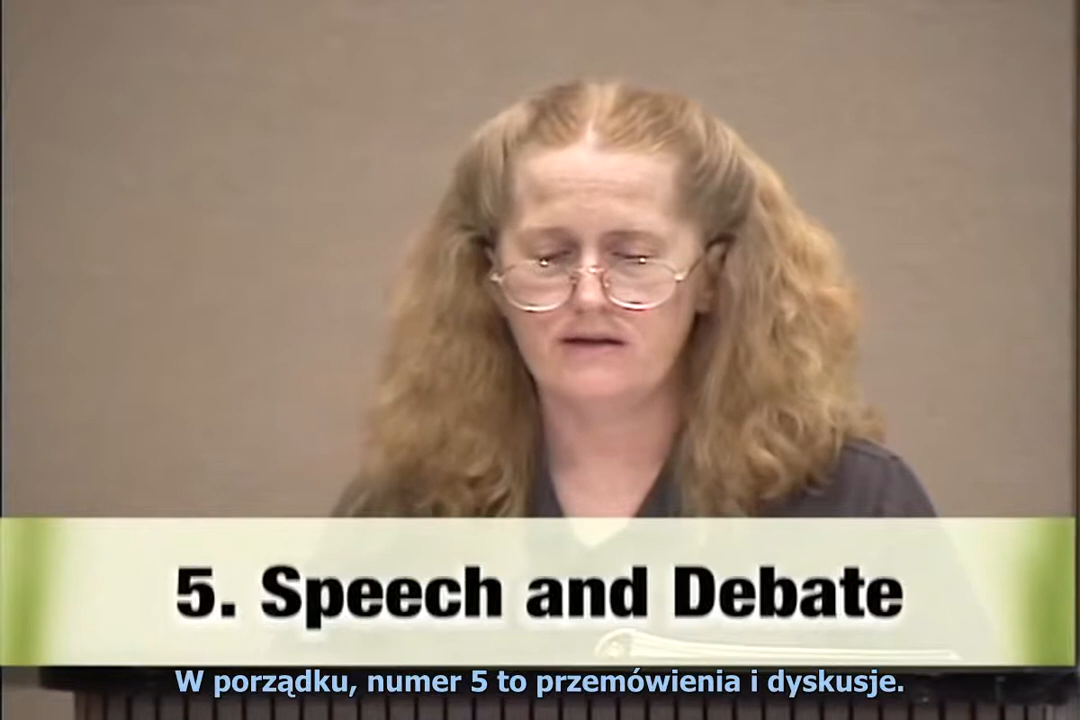 5. Speech and Debate
W porządku, numer 5 to przemówienia i dyskusje.